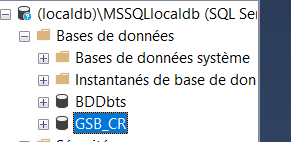 (localdb)\MSSQLlocaldb (SQL Ser
Bases de données
Bases de données système
Instantanés de base de don
BDDbts
GSB_CR